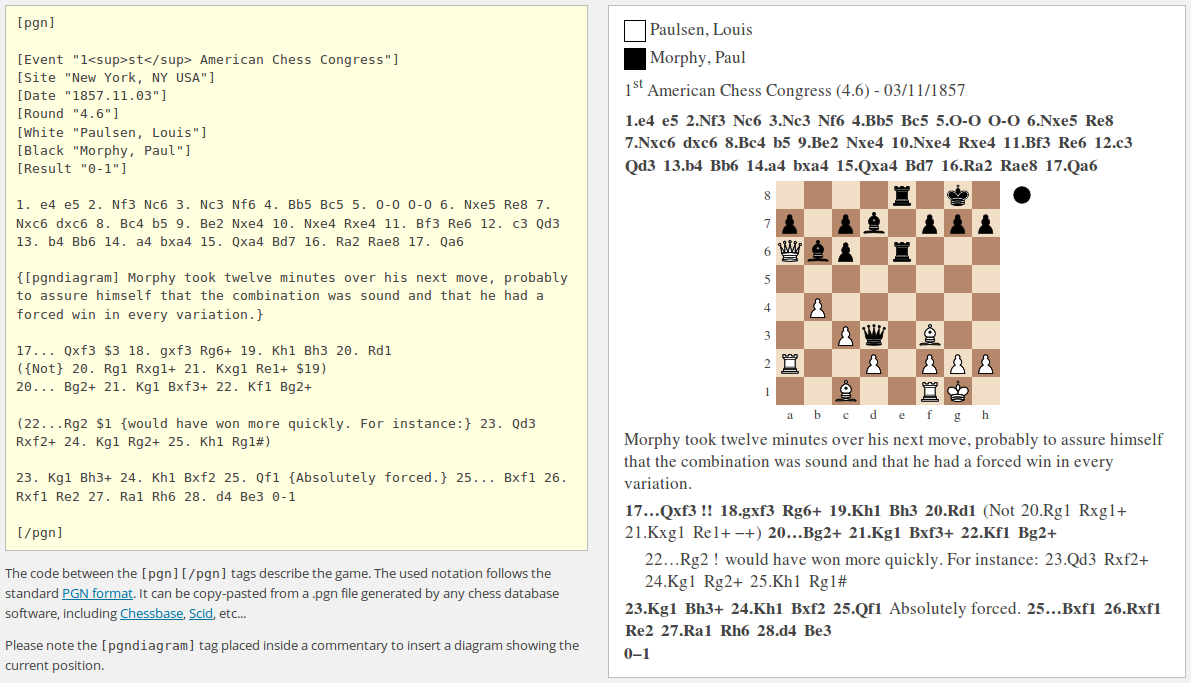 [pgn]
[Event "1<sup>st</sup> American Chess Congress"]
[Site "New York, NY USA"]
[Date "1857.11.03"]
[Round "4.6"]
[White "Paulsen, Louis"]
[Black "Morphy, Paul"]
[Result "0-1"]
1. e4 e5 2. Nf3 Nc6 3. Nc3 Nf6 4. Bb5 Bc5 5. O-O O-O 6. Nxe5 Re8 7.
Nxc6 dxc6 8. Bc4 b5 9. Be2 Nxe4 10. Nxe4 Rxe4 11. Bf3 Re6 12. c3 Qd3
13. b4 Bb6 14. a4 bxa4 15. Qxa4 Bd7 16. Ra2 Rae8 17. Qa6
{[pgndiagram] Morphy took twelve minutes over his next move, probably
to assure himself that the combination was sound and that he had a
forced win in every variation.}
17... Qxf3 $3 18. gxf3 Rg6+ 19. Kh1 Bh3 20. Rd1
({Not} 20. Rg1 Rxg1+ 21. Kxg1 Re1+ $19)
20... Bg2+ 21. Kg1 Bxf3+ 22. Kf1 Bg2+
(22...Rg2 $1 {would have won more quickly. For instance:} 23. Qd3
Rxf2+ 24. Kg1 Rg2+ 25. Kh1 Rg1#)
23. Kg1 Bh3+ 24. Kh1 Bxf2 25. Qf1 {Absolutely forced.} 25... Bxf1 26.
Rxf1 Re2 27. Ra1 Rh6 28. d4 Be3 0-1
[/pgn]
The code between the [pgn][/pgn] tags describe the game. The used notation follows the
standard PGN format. It can be copy-pasted from a .pgn file generated by any chess database
software, including Chessbase, Scid, etc...
Please note the [pgndiagram] tag placed inside a commentary to insert a diagram showing the
current position.
Paulsen, Louis
Morphy, Paul
1st American Chess Congress (4.6) - 03/11/1857
1.e4 e5 2.Nf3 Nc6 3.Nc3 Nf6 4.Bb5 Bc5 5.O-O O-O 6.Nxe5 Re8
7.Nxc6 dxc6 8.Bc4 b5 9.Be2 Nxe4 10.Nxe4 Rxe4 11.Bf3 Re6 12.c3
Qd3 13.b4 Bb6 14.a4 bxa4 15.Qxa4 Bd7 16.Ra2 Rae8 17.Qa6
8
7
6
5
4
3
2
1
a b c d e f g h
Morphy took twelve minutes over his next move, probably to assure himself
that the combination was sound and that he had a forced win in every
variation.
17…Qxf3 !! 18.gxf3 Rg6+ 19.Kh1 Bh3 20.Rd1 (Not 20.Rg1 Rxg1+
21.Kxg1 Re1+ −+) 20…Bg2+ 21.Kg1 Bxf3+ 22.Kf1 Bg2+
22…Rg2 ! would have won more quickly. For instance: 23.Qd3 Rxf2+
24.Kg1 Rg2+ 25.Kh1 Rg1#
23.Kg1 Bh3+ 24.Kh1 Bxf2 25.Qf1 Absolutely forced. 25…Bxf1 26.Rxf1
Re2 27.Ra1 Rh6 28.d4 Be3
0–1